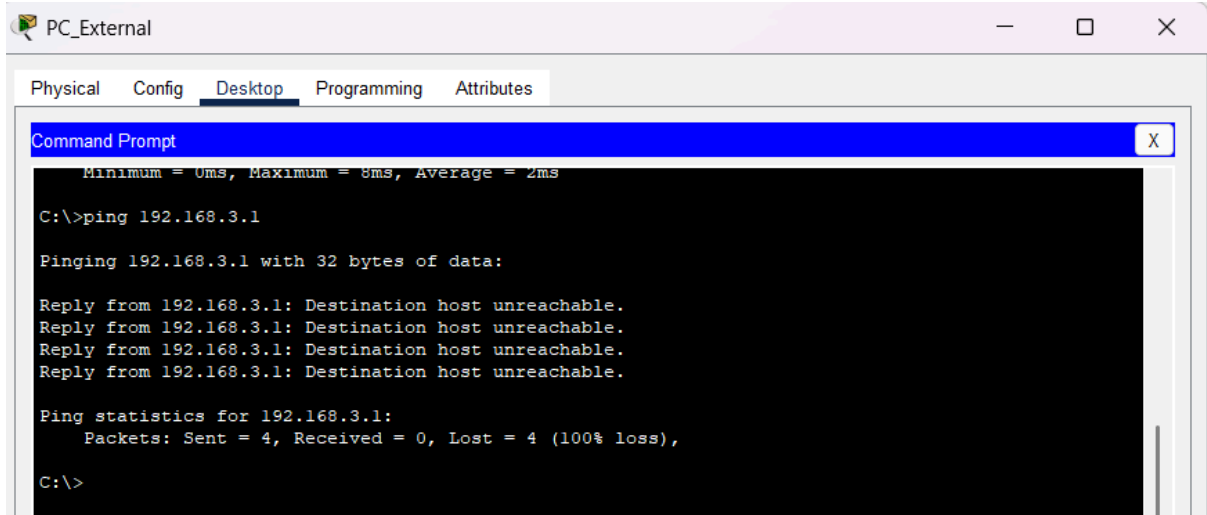 PC_External
Physical Config Desktop Programming Attributes
Command Prompt X
Minimum = 0ms, Maximum = 8ms, Average = 2ms
C:\>ping 192.168.3.1
Pinging 192.168.3.1 with 32 bytes of data:
Reply from 192.168.3.1: Destination host unreachable.
Reply from 192.168.3.1: Destination host unreachable.
Reply from 192.168.3.1: Destination host unreachable.
Reply from 192.168.3.1: Destination host unreachable.
Ping statistics for 192.168.3.1:
Packets: Sent = 4, Received = 0, Lost = 4 (100% loss),
C:\>